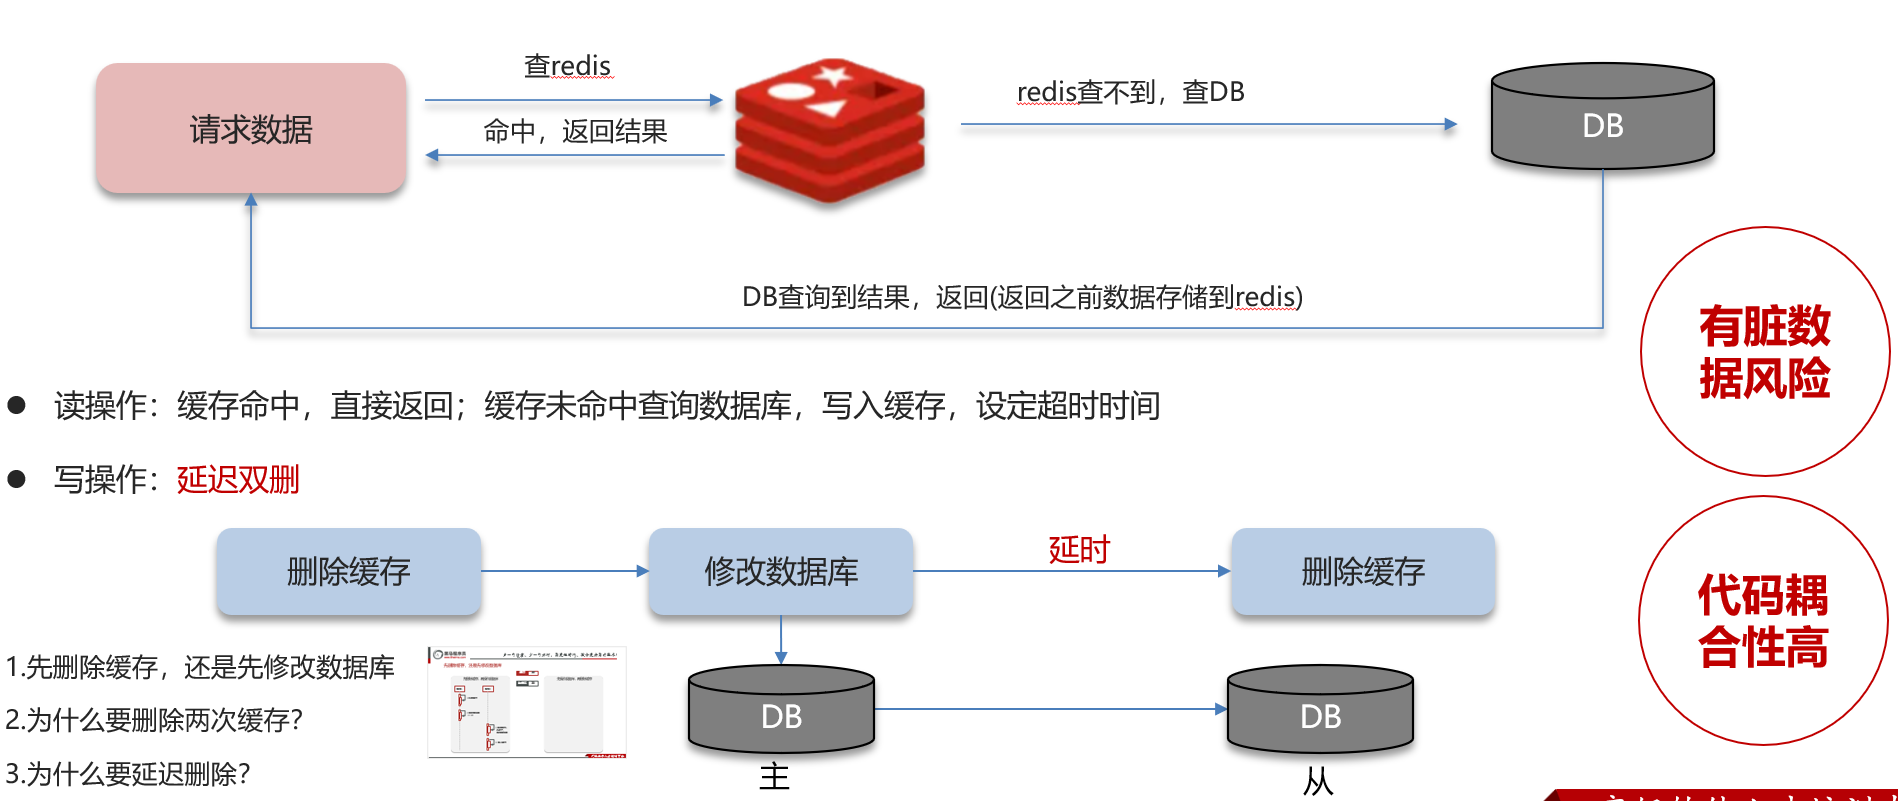 查redis
请求数据
命中，返回结果
redis查不到，查DB
DB
DB查询到结果，返回(返回之前数据存储到redis)
有脏数
据风险
读操作：缓存命中，直接返回；缓存未命中查询数据库，写入缓存，设定超时时间
写操作：延迟双删
删除缓存
修改数据库
延时
删除缓存
代码耦
合性高
1.先删除缓存，还是先修改数据库
2.为什么要删除两次缓存？
3.为什么要延迟删除？
DB
主
DB
从